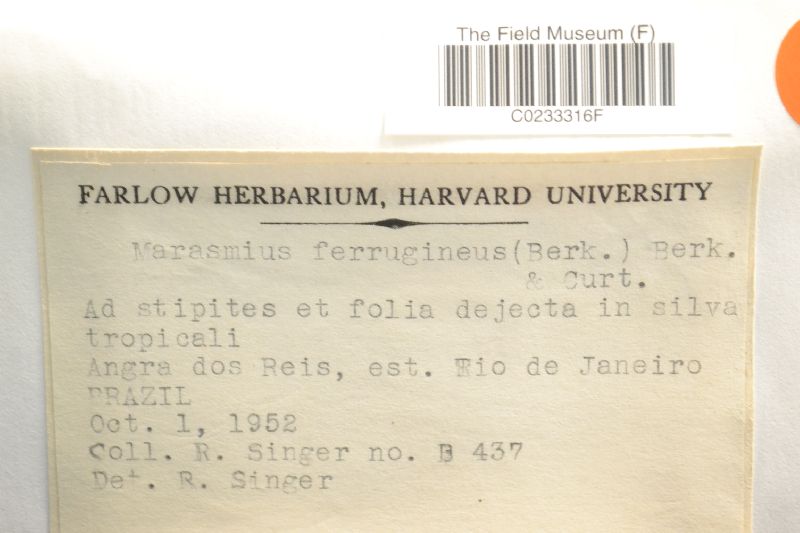 The Field Museum (F)
C0233316F
FARLOW HERBARIUM, HARVARD UNIVERSITY
Marasmius ferrugineus (Berk.) Berk.
& Curt.
Ad stipites et folia dejecta in silva
tropicali
Angra dos Reis, est. Rio de Janeiro
BRAZIL
Oct. 1, 1952
Coll. R. Singer no. B 437
Det. R. Singer